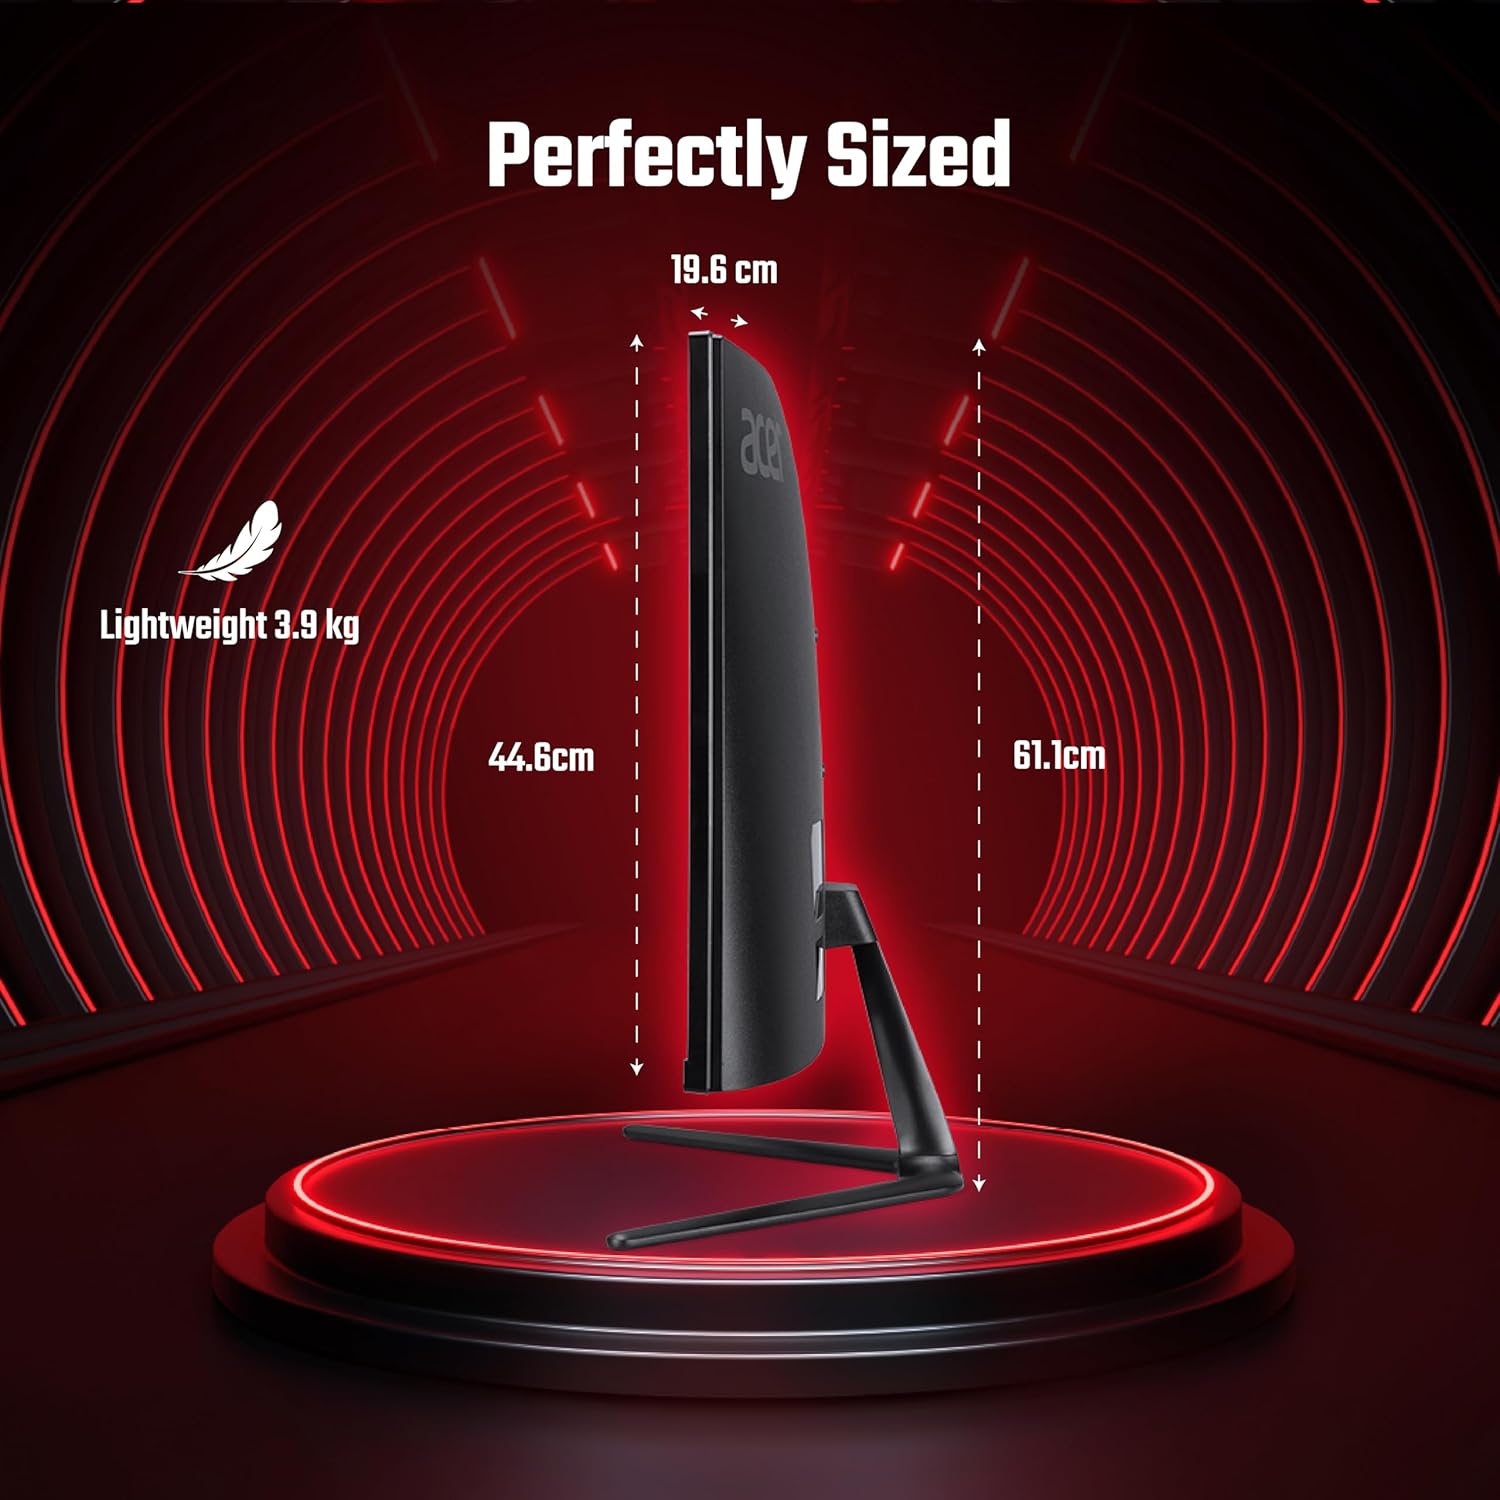 Perfectly Sized
19.6 cm
acer
Lightweight 3.9 kg
44.6cm
61.1cm